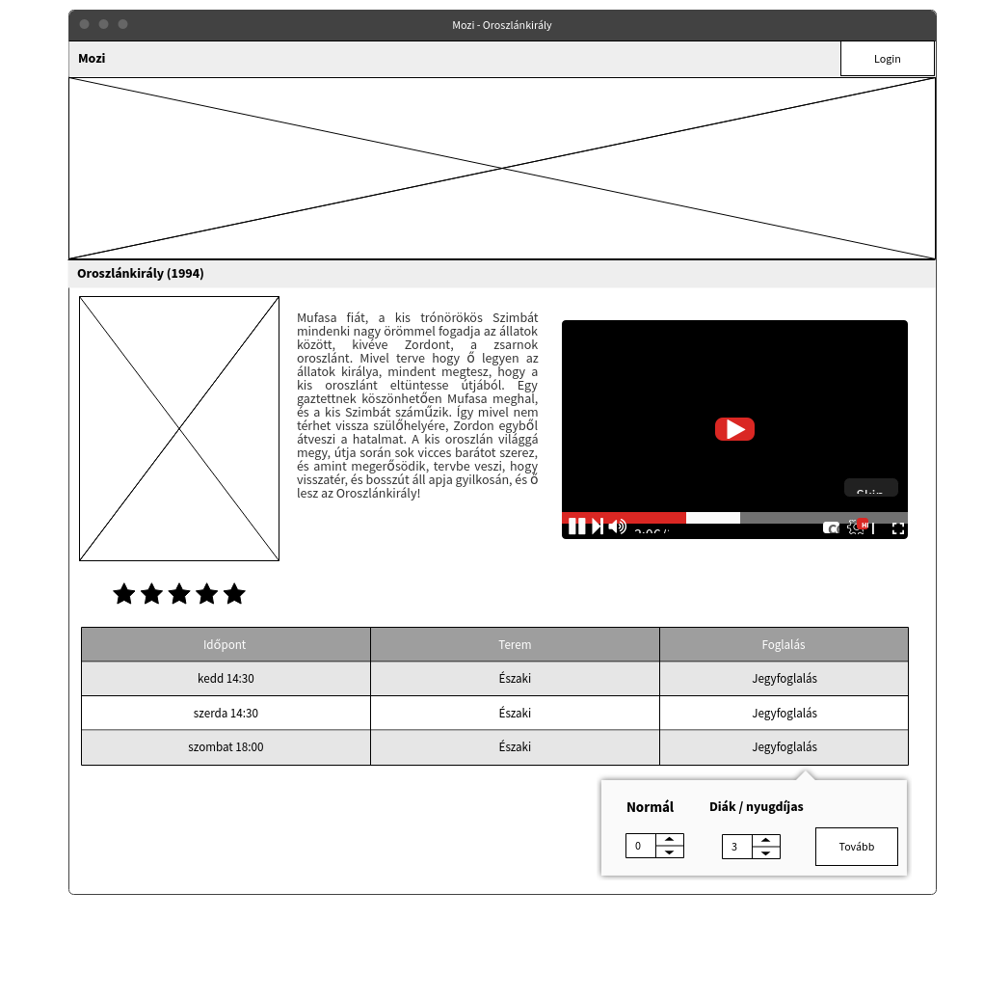 Mozi - Oroszlánkirály
Mozi
Login
Oroszlánkirály (1994)
Mufasa fiát, a kis trónörökös Szimbát
mindenki nagy örömmel fogadja az állatok
között, kivéve Zordont, a zsarnok
oroszlánt. Mivel terve hogy ő legyen az
állatok királya, mindent megtesz, hogy a
kis oroszlánt eltüntesse útjából. Egy
gaztettnek köszönhetően Mufasa meghal,
és a kis Szimbát száműzik. Így mivel nem
térhet vissza szülőhelyére, Zordon egyből
átveszi a hatalmat. A kis oroszlán világgá
megy, útja során sok vicces barátot szerez,
és amint megerősödik, tervbe veszi, hogy
visszatér, és bosszút áll apja gyilkosán, és ő
lesz az Oroszlánkirály!
Skip
Időpont Terem Foglalás
kedd 14:30 Északi Jegyfoglalás
szerda 14:30 Északi Jegyfoglalás
szombat 18:00 Északi Jegyfoglalás
Normál Diák / nyugdíjas
0 3 Tovább